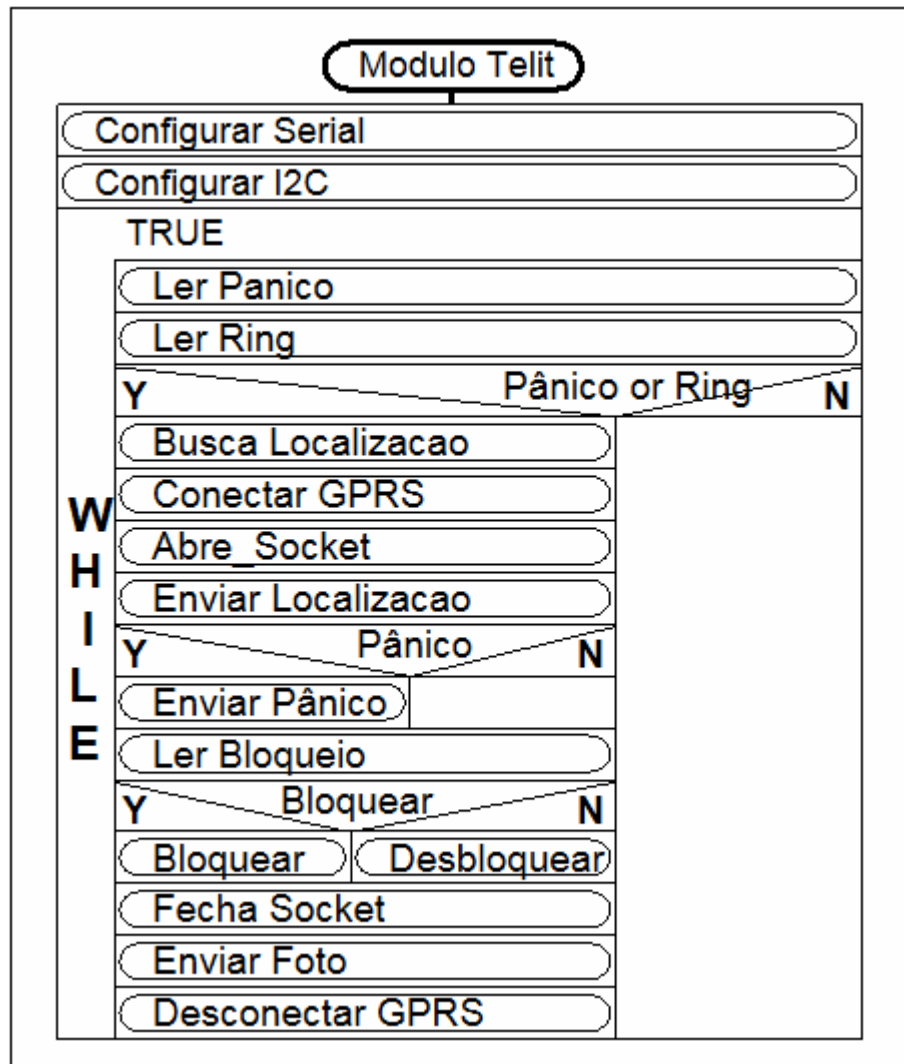 Modulo Telit
Configurar Serial
Configurar I2C
TRUE
Ler Panico
Ler Ring
Y Pânico or Ring N
Busca Localizacao
Conectar GPRS
Abre_Socket
Enviar Localizacao
Y Pânico N
Enviar Pânico
Ler Bloqueio
Y Bloquear N
Bloquear Desbloquear
Fecha Socket
Enviar Foto
Desconectar GPRS
WHILE